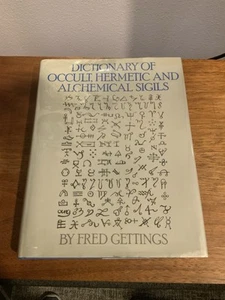 DICTIONARY OF
OCCULT, HERMETIC AND
ALCHEMICAL SIGILS
BY FRED GETTINGS